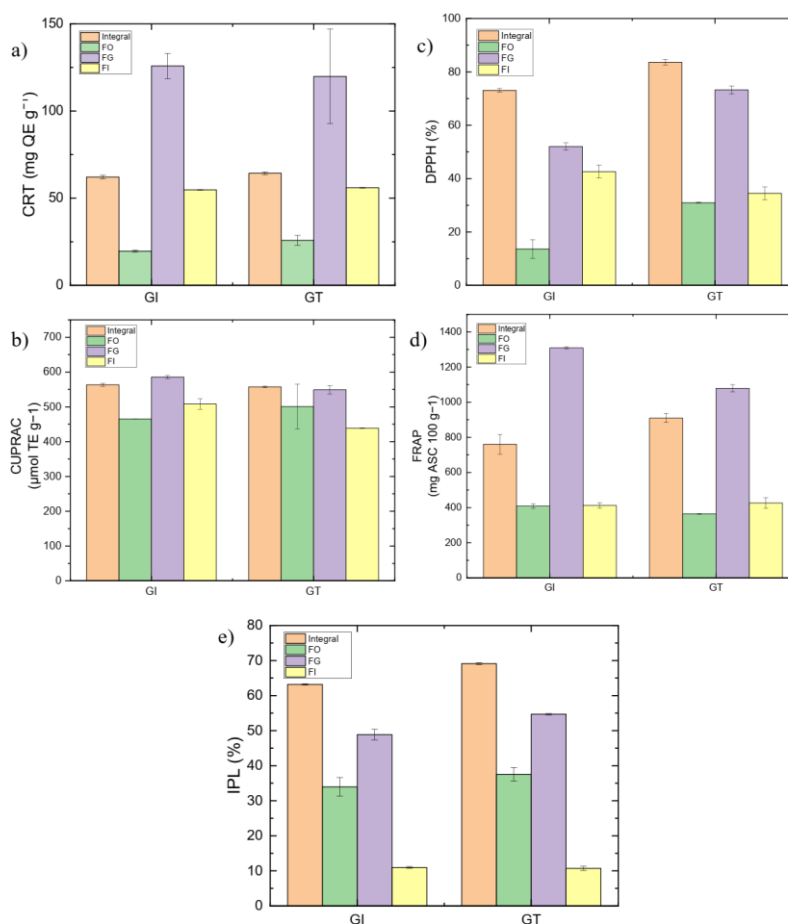 a)
CRT (mg QE g⁻¹)
150
100
50
0
Integral
FO
FG
FI
GI
GT
c)
DPPH (%)
100
80
60
40
20
0
Integral
FO
FG
FI
GI
GT
b)
CUPRAC
(μmol TE g−1)
700
600
500
400
300
200
100
0
Integral
FO
FG
FI
GI
GT
d)
FRAP
(mg ASC 100 g−1)
1400
1200
1000
800
600
400
200
0
Integral
FO
FG
FI
GI
GT
e)
IPL (%)
80
70
60
50
40
30
20
10
0
Integral
FO
FG
FI
GI
GT